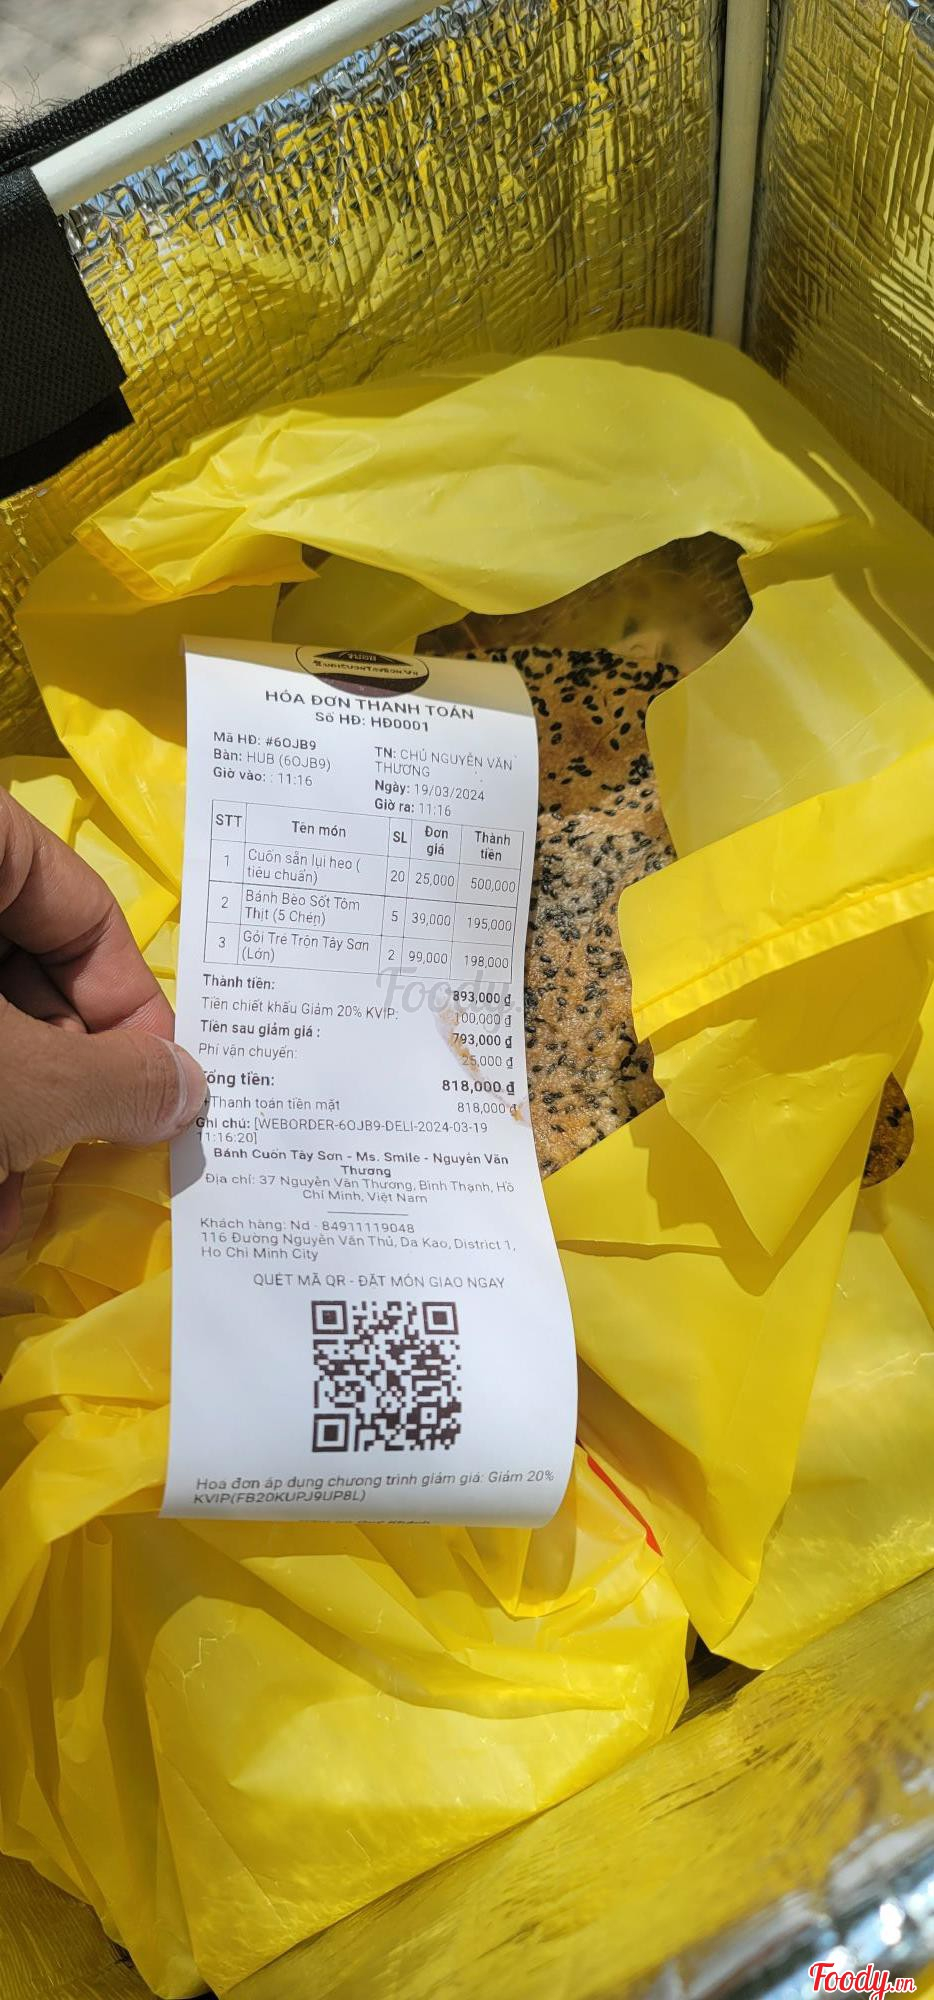 HÓA ĐƠN THANH TOÁN
Số HĐ: HĐ0001
Mã HĐ: #6OJB9
Bàn: HUB (6OJB9)
Giờ vào: : 11:16
TN: CHỦ NGUYỄN VĂN
THƯƠNG
Ngày: 19/03/2024
Giờ ra: 11:16
STT Tên món SL Đơn giá Thành tiền
1 Cuốn sẵn lụi heo ( tiêu chuẩn) 20 25,000 500,000
2 Bánh Bèo Sốt Tôm Thịt (5 Chén) 5 39,000 195,000
3 Gỏi Tré Trộn Tây Sơn (Lớn) 2 99,000 198,000
Thành tiền: 893,000 ₫
Tiền chiết khấu Giảm 20% KVIP: 100,000 ₫
Tiền sau giảm giá : 793,000 ₫
Phí vận chuyển: 25,000 ₫
Tổng tiền: 818,000 ₫
+Thanh toán tiền mặt 818,000 ₫
Ghi chú: [WEBORDER-6OJB9-DELI-2024-03-19
11:16:20]
Bánh Cuốn Tây Sơn - Ms. Smile - Nguyễn Văn
Thương
Địa chỉ: 37 Nguyễn Văn Thương, Bình Thạnh, Hồ
Chí Minh, Việt Nam
Khách hàng: Nd - 84911119048
116 Đường Nguyễn Văn Thủ, Da Kao, District 1,
Ho Chi Minh City
QUÉT MÃ QR - ĐẶT MÓN GIAO NGAY
Hoá đơn áp dụng chương trình giảm giá: Giảm 20%
KVIP(FB20KUPJ9UP8L)
Foody
Foody.vn